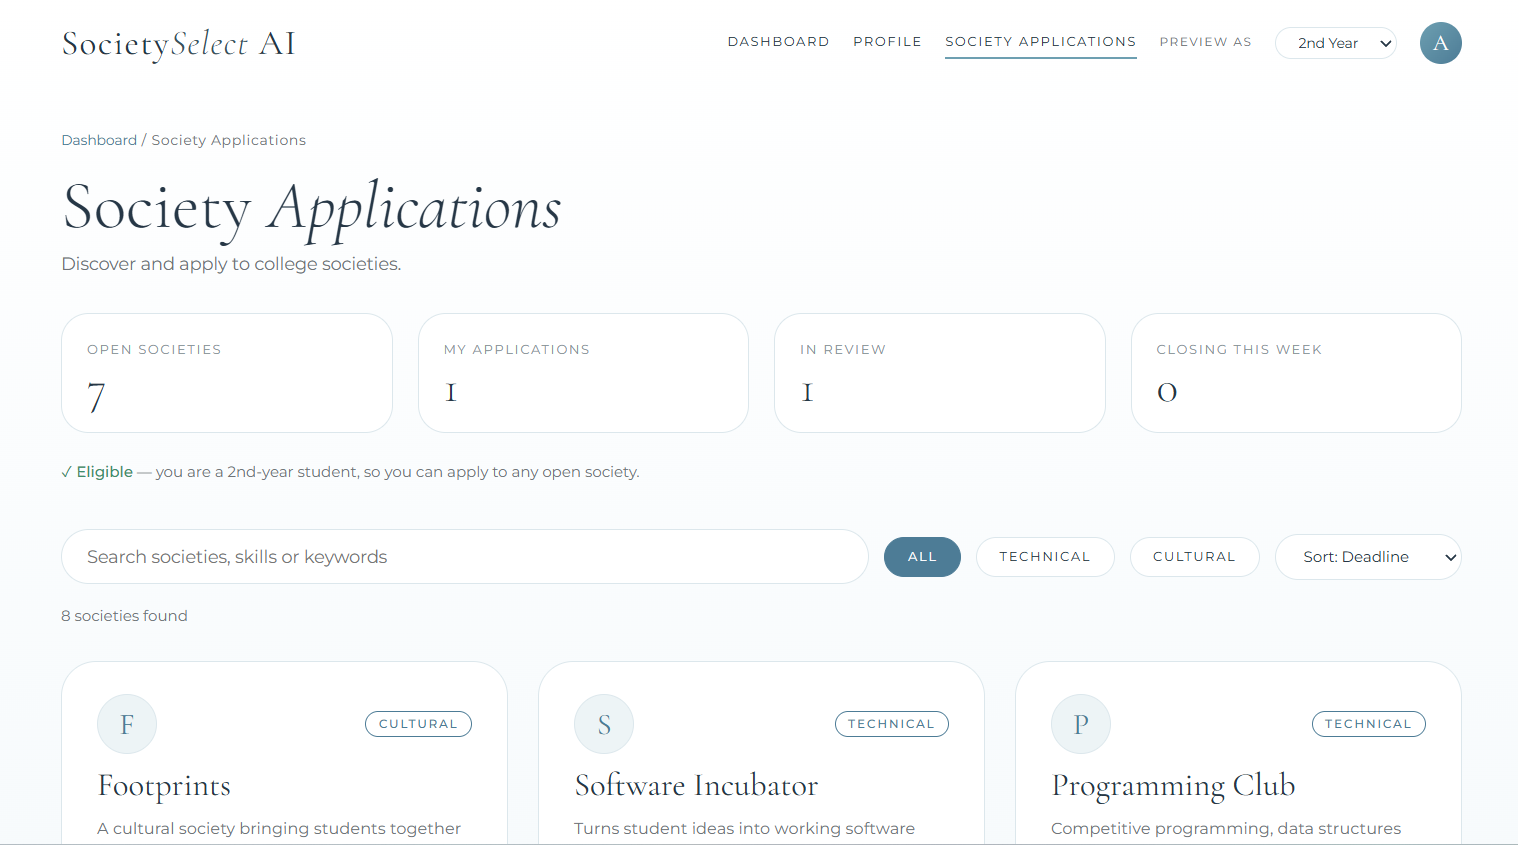 SocietySelect AI
DASHBOARD PROFILE SOCIETY APPLICATIONS PREVIEW AS 2nd Year A
Dashboard / Society Applications
Society Applications
Discover and apply to college societies.
OPEN SOCIETIES
7
MY APPLICATIONS
1
IN REVIEW
1
CLOSING THIS WEEK
0
✓ Eligible — you are a 2nd-year student, so you can apply to any open society.
Search societies, skills or keywords
ALL TECHNICAL CULTURAL Sort: Deadline
8 societies found
F CULTURAL
Footprints
A cultural society bringing students together
S TECHNICAL
Software Incubator
Turns student ideas into working software
P TECHNICAL
Programming Club
Competitive programming, data structures